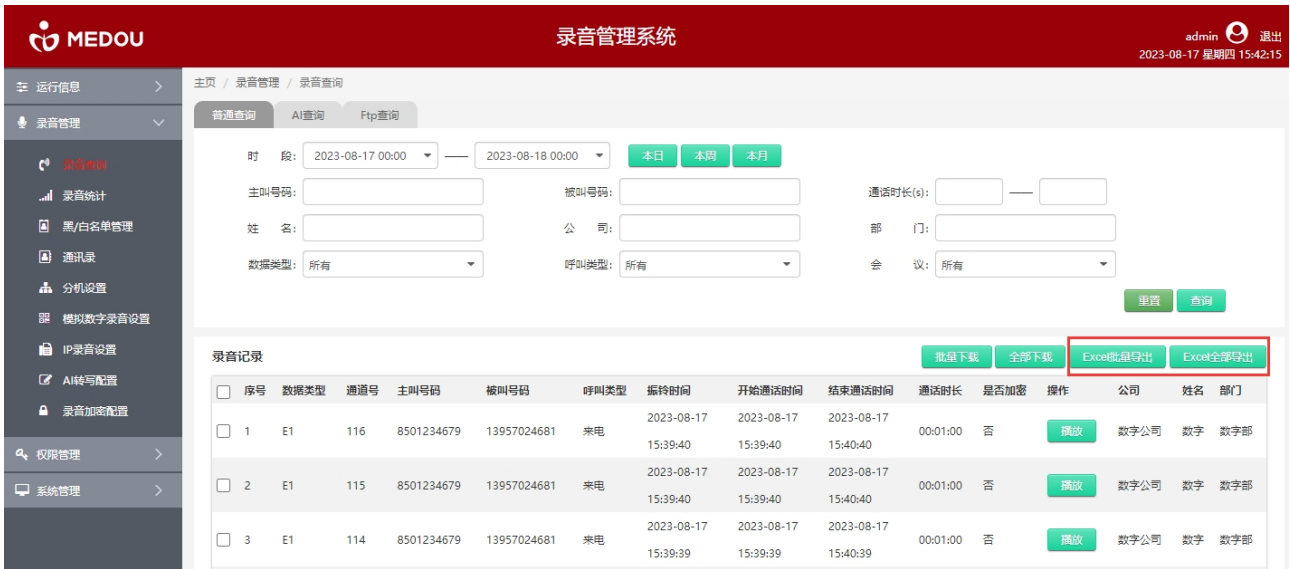 MEDOU
录音管理系统
admin 退出
2023-08-17 星期四 15:42:15
运行信息
录音管理
录音查询
录音统计
黑/白名单管理
通讯录
分机设置
模拟数字录音设置
IP录音设置
AI转写配置
录音加密配置
权限管理
系统管理
主页 / 录音管理 / 录音查询
普通查询 AI查询 Ftp查询
时 段: 2023-08-17 00:00 —— 2023-08-18 00:00 本日 本周 本月
主叫号码: 被叫号码: 通话时长(s): ——
姓 名: 公 司: 部 门:
数据类型: 所有 呼叫类型: 所有 会 议: 所有
重置 查询
录音记录 批量下载 全部下载 Excel批量导出 Excel全部导出
序号 数据类型 通道号 主叫号码 被叫号码 呼叫类型 振铃时间 开始通话时间 结束通话时间 通话时长 是否加密 操作 公司 姓名 部门
2023-08-17 2023-08-17 2023-08-17
1 E1 116 8501234679 13957024681 来电 00:01:00 否 播放 数字公司 数字 数字部
15:39:40 15:39:40 15:40:40
2023-08-17 2023-08-17 2023-08-17
2 E1 115 8501234679 13957024681 来电 00:01:00 否 播放 数字公司 数字 数字部
15:39:40 15:39:40 15:40:40
2023-08-17 2023-08-17 2023-08-17
3 E1 114 8501234679 13957024681 来电 00:01:00 否 播放 数字公司 数字 数字部
15:39:39 15:39:39 15:40:39